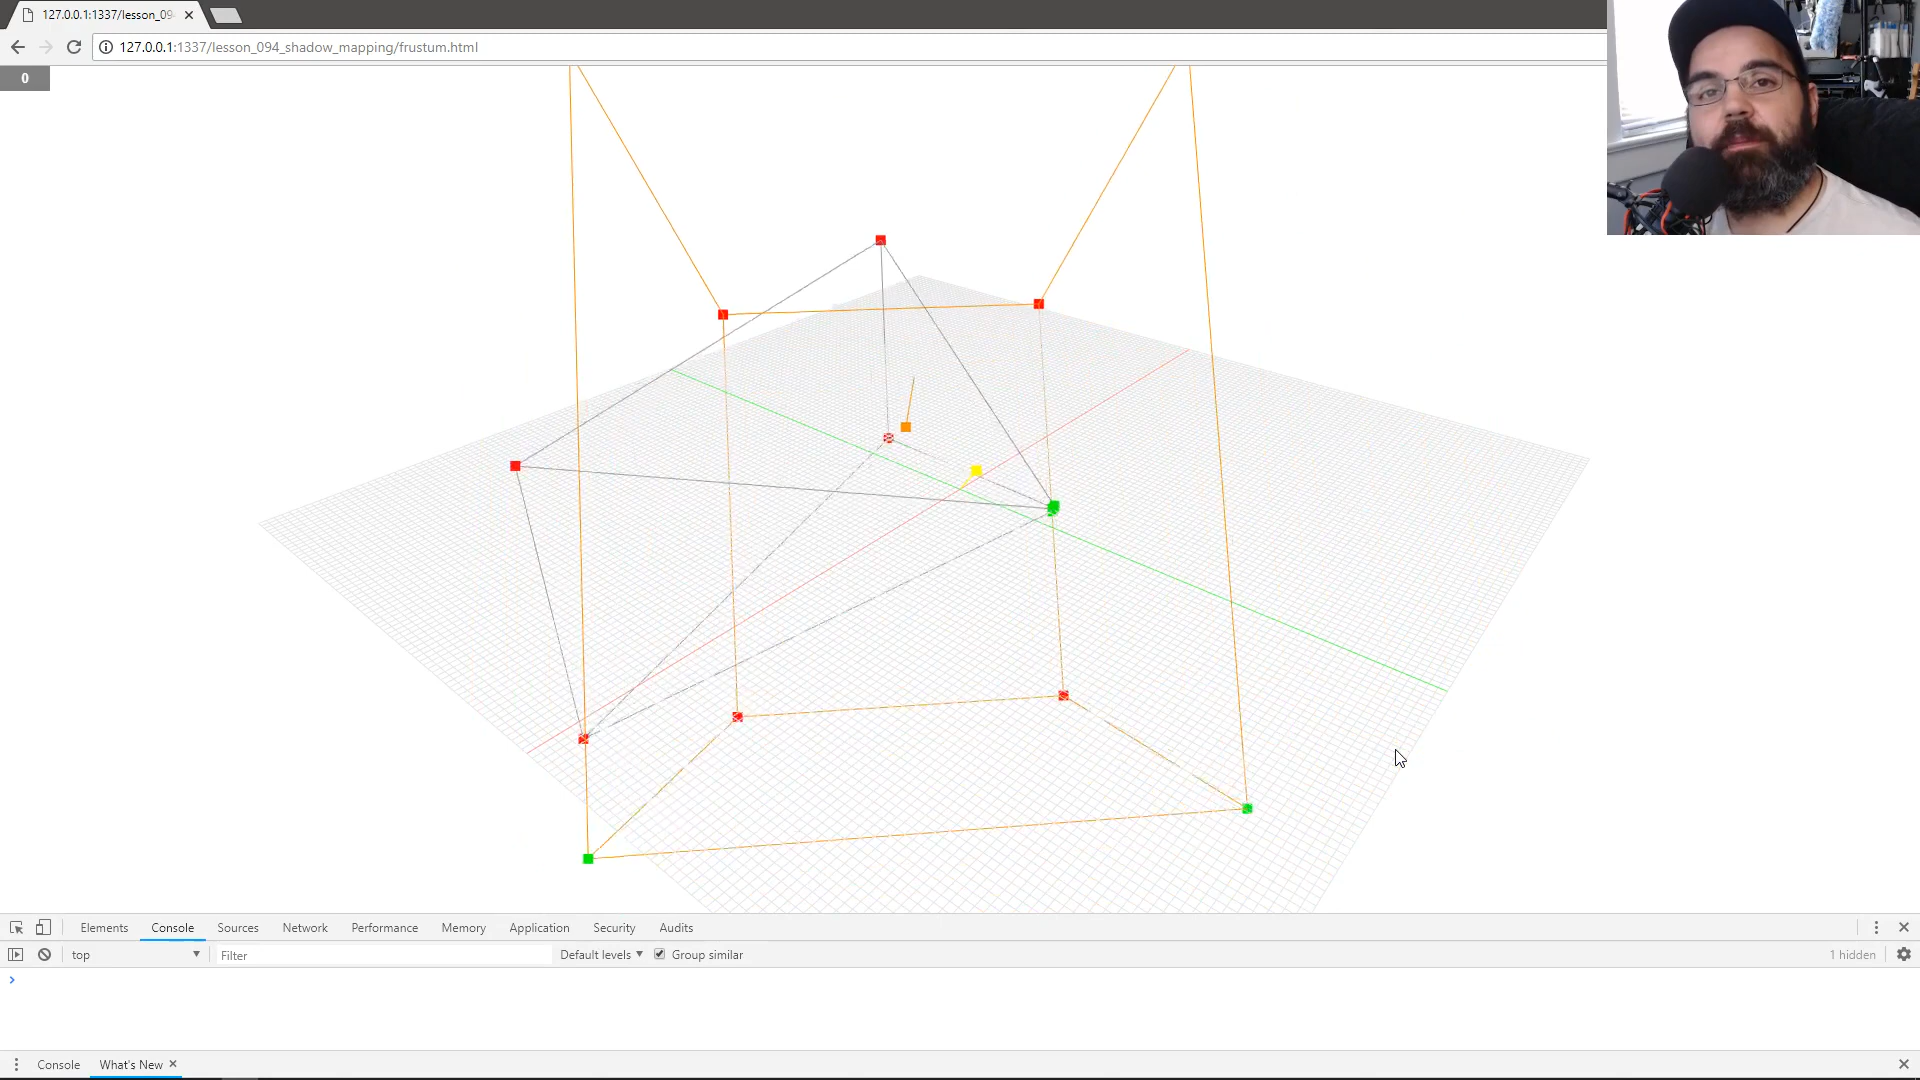 127.0.0.1:1337/lesson_09
127.0.0.1:1337/lesson_094_shadow_mapping/frustum.html
0
Elements Console Sources Network Performance Memory Application Security Audits
top Filter Default levels Group similar 1 hidden
Console What's New